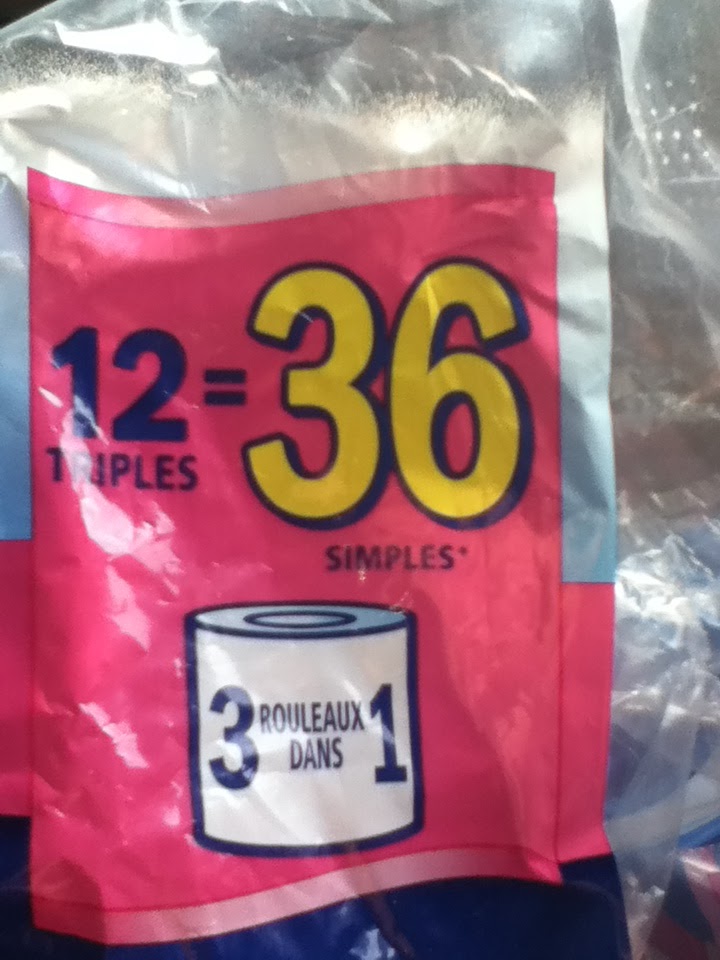 12=36
TRIPLES
SIMPLES*
3 ROULEAUX 1
DANS